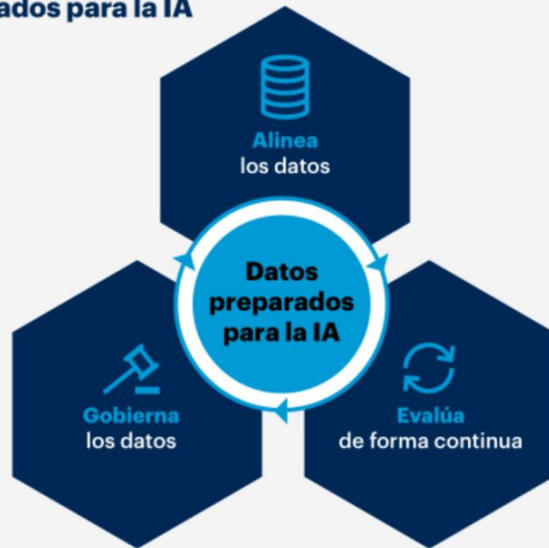 ados para la IA
Alinea
los datos
Datos
preparados
para la IA
Gobierna
los datos
Evalúa
de forma continua